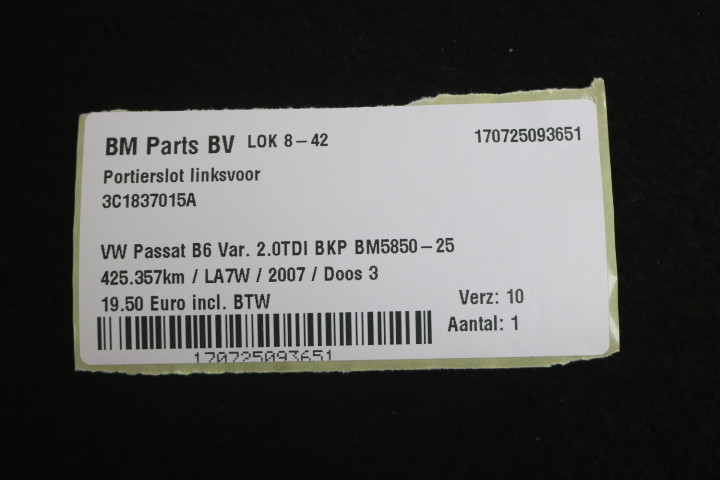 BM Parts BV LOK 8-42 170725093651
Portierslot linksvoor
3C1837015A
VW Passat B6 Var. 2.0TDI BKP BM5850-25
425.357km / LA7W / 2007 / Doos 3
19.50 Euro incl. BTW Verz: 10
Aantal: 1
170725093651